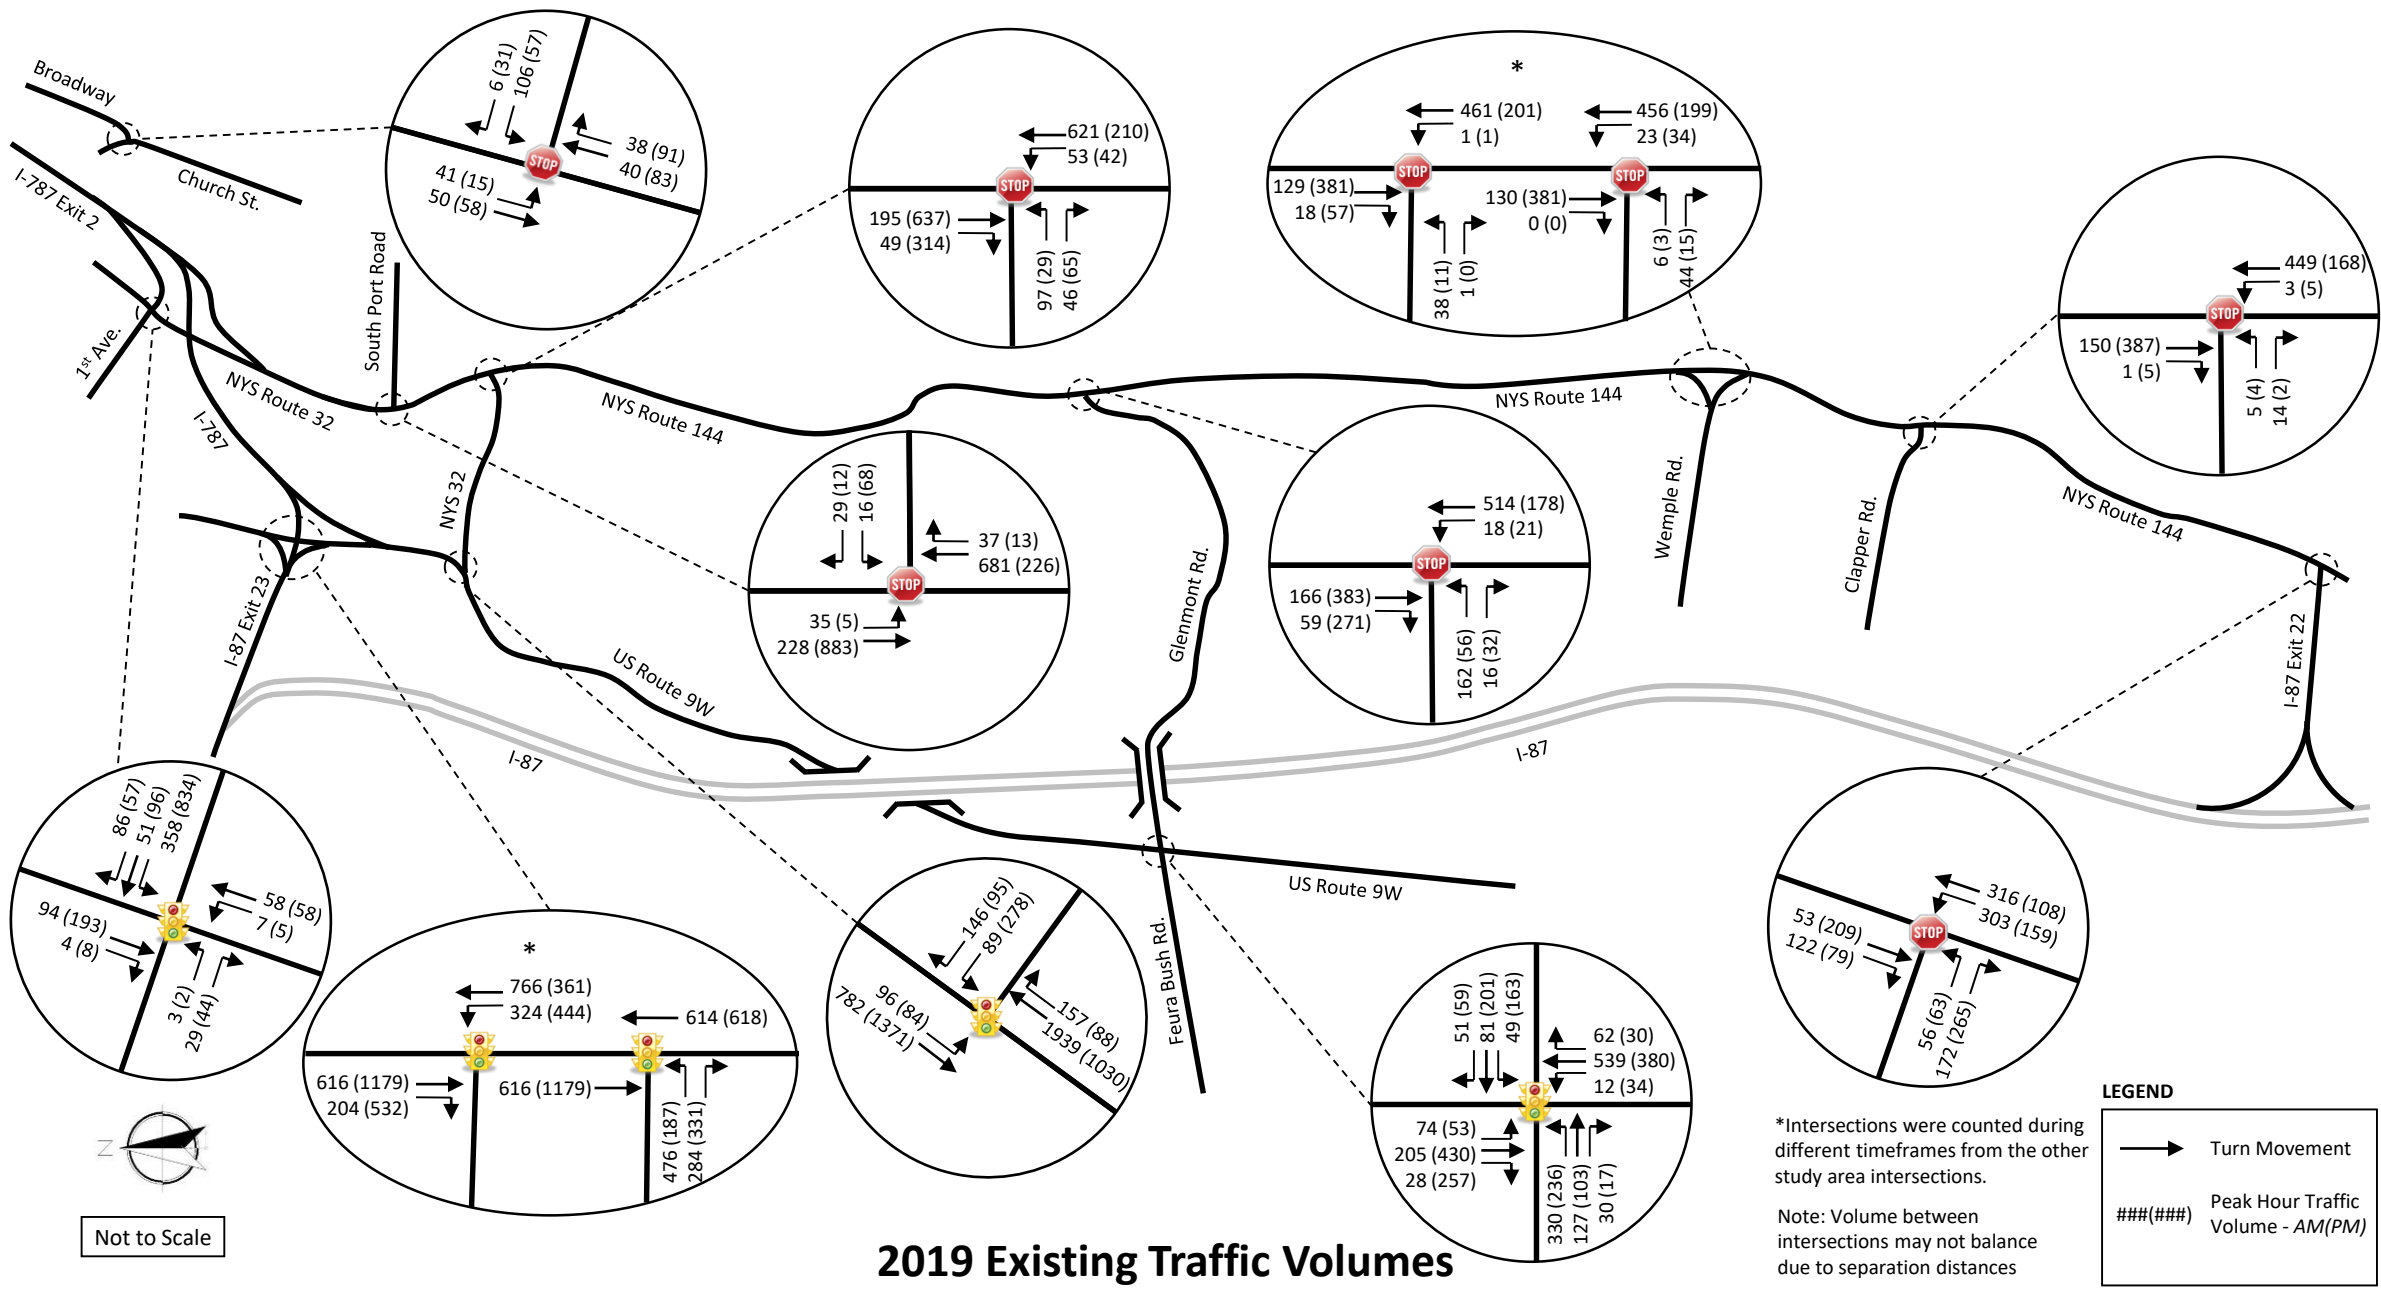 Broadway
Church St.
I-787 Exit 2
1st Ave.
South Port Road
NYS Route 32
I-787
NYS 32
I-87 Exit 23
US Route 9W
I-87
NYS Route 144
NYS Route 144
Glenmont Rd.
Wemple Rd.
Clapper Rd.
NYS Route 144
I-87 Exit 22
I-87
US Route 9W
Feura Bush Rd.
6 (31)
106 (57)
38 (91)
40 (83)
41 (15)
50 (58)
STOP
621 (210)
53 (42)
STOP
195 (637)
49 (314)
97 (29)
46 (65)
*
461 (201)
1 (1)
456 (199)
23 (34)
STOP
STOP
129 (381)
18 (57)
130 (381)
0 (0)
38 (11)
1 (0)
6 (3)
44 (15)
449 (168)
3 (5)
STOP
150 (387)
1 (5)
5 (4)
14 (2)
29 (12)
16 (68)
37 (13)
681 (226)
STOP
35 (5)
228 (883)
514 (178)
18 (21)
STOP
166 (383)
59 (271)
162 (56)
16 (32)
86 (57)
51 (96)
358 (834)
58 (58)
7 (5)
94 (193)
4 (8)
3 (2)
29 (44)
*
766 (361)
324 (444)
614 (618)
616 (1179)
204 (532)
616 (1179)
476 (187)
284 (331)
146 (95)
89 (278)
96 (84)
782 (1371)
157 (88)
1939 (1030)
51 (59)
81 (201)
49 (163)
62 (30)
539 (380)
12 (34)
74 (53)
205 (430)
28 (257)
330 (236)
127 (103)
30 (17)
316 (108)
303 (159)
STOP
53 (209)
122 (79)
56 (63)
172 (265)
Z
Not to Scale
2019 Existing Traffic Volumes
*Intersections were counted during
different timeframes from the other
study area intersections.
Note: Volume between
intersections may not balance
due to separation distances
LEGEND
Turn Movement
###(###)
Peak Hour Traffic
Volume - AM(PM)